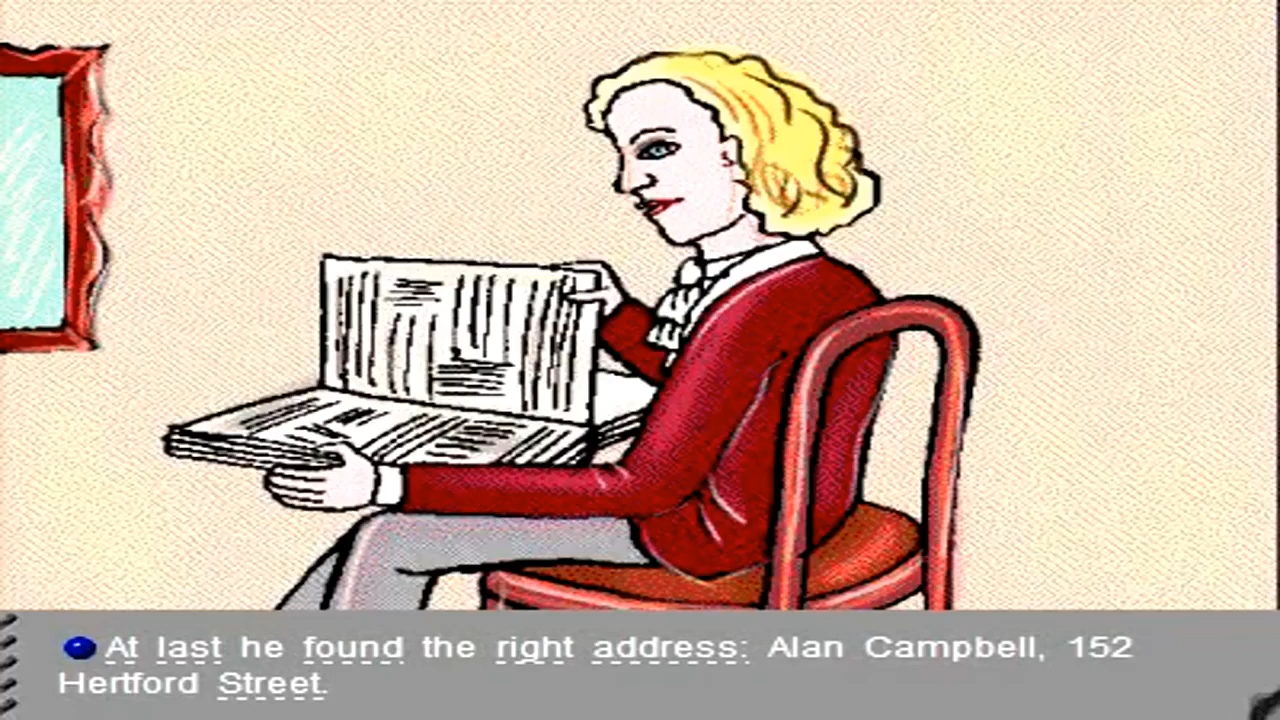 At last he found the right address: Alan Campbell, 152
Hertford Street.